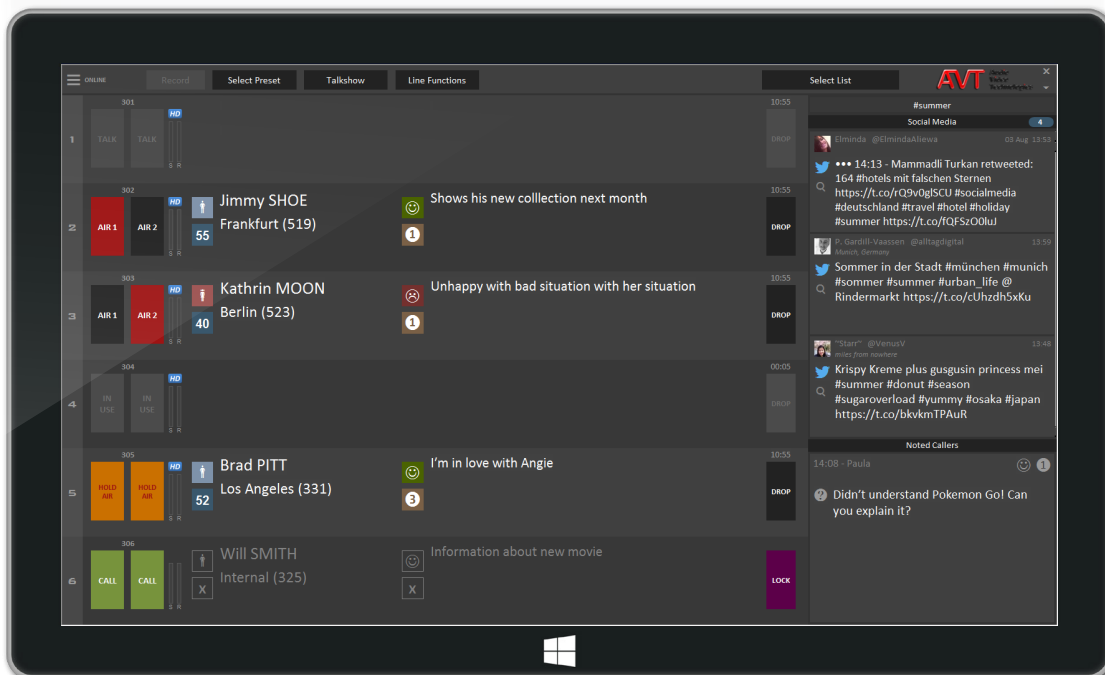 ONLINE
Record
Select Preset
Talkshow
Line Functions
Select List
AVT
301
HD
10:55
1
TALK
TALK
DROP
S R
302
HD
10:55
2
AIR 1
AIR 2
Jimmy SHOE
Frankfurt (519)
55
Shows his new colllection next month
1
DROP
S R
303
HD
10:55
3
AIR 1
AIR 2
Kathrin MOON
Berlin (523)
40
Unhappy with bad situation with her situation
1
DROP
S R
304
HD
00:05
4
IN USE
IN USE
DROP
S R
305
HD
10:55
5
HOLD AIR
HOLD AIR
Brad PITT
Los Angeles (331)
52
I'm in love with Angie
3
DROP
S R
306
6
CALL
CALL
Will SMITH
Internal (325)
X
Information about new movie
X
LOCK
S R
#summer
Social Media
4
Elminda @ElmindaAliewa 03 Aug 13:53
••• 14:13 - Mammadli Turkan retweeted:
164 #hotels mit falschen Sternen
https://t.co/rQ9v0glSCU #socialmedia
#deutschland #travel #hotel #holiday
#summer https://t.co/fQFSzO0luJ
P. Gardill-Vaassen @alltagdigital 13:59
Munich, Germany
Sommer in der Stadt #münchen #munich
#sommer #summer #urban_life @
Rindermarkt https://t.co/cUhzdh5xKu
"Starr" @VenusV 13:48
miles from nowhere
Krispy Kreme plus gusgusin princess mei
#summer #donut #season
#sugaroverload #yummy #osaka #japan
https://t.co/bkvkmTPAuR
Noted Callers
14:08 - Paula
1
Didn't understand Pokemon Go! Can
you explain it?